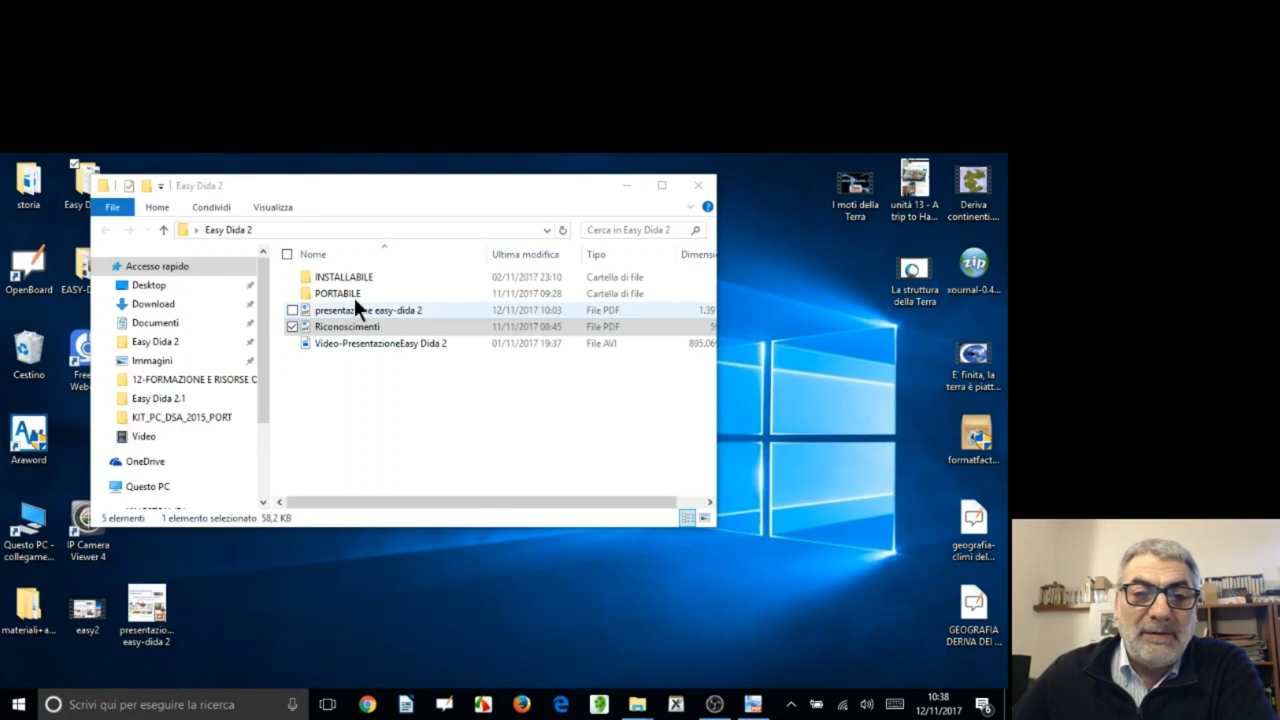 Easy Dida 2
File Home Condividi Visualizza
Easy Dida 2
Cerca in Easy Dida 2
Nome Ultima modifica Tipo Dimensi
INSTALLABILE 02/11/2017 23:10 Cartella di file
PORTABILE 11/11/2017 09:28 Cartella di file
easy-dida 2 12/11/2017 10:03 File PDF 1.39
Riconoscimenti 11/11/2017 08:45 File PDF
Video-PresentazioneEasy Dida 2 01/11/2017 19:37 File AVI 895.06
Accesso rapido
Desktop
Download
Documenti
Easy Dida 2
Immagini
12-FORMAZIONE E RISORSE C
Easy Dida 2.1
KIT_PC_DSA_2015_PORT
Video
OneDrive
Questo PC
5 elementi 1 elemento selezionato 58,2 KB
storia
Easy D
OpenBoard
EASY-D
Cestino
Free
Web
Araword
Questo PC -
collegame...
IP Camera
Viewer 4
materiali+a...
easy2
presentazio...
easy-dida 2
I moti della
Terra
unità 13 - A
trip to Ha...
Deriva
continenti....
La struttura
della Terra
zip
xournal-0.4...
E' finita, la
terra è piatt...
formatfact...
geografia-
climi del...
GEOGRAFIA
DERIVA DEI ...
Scrivi qui per eseguire la ricerca
10:38
12/11/2017
6